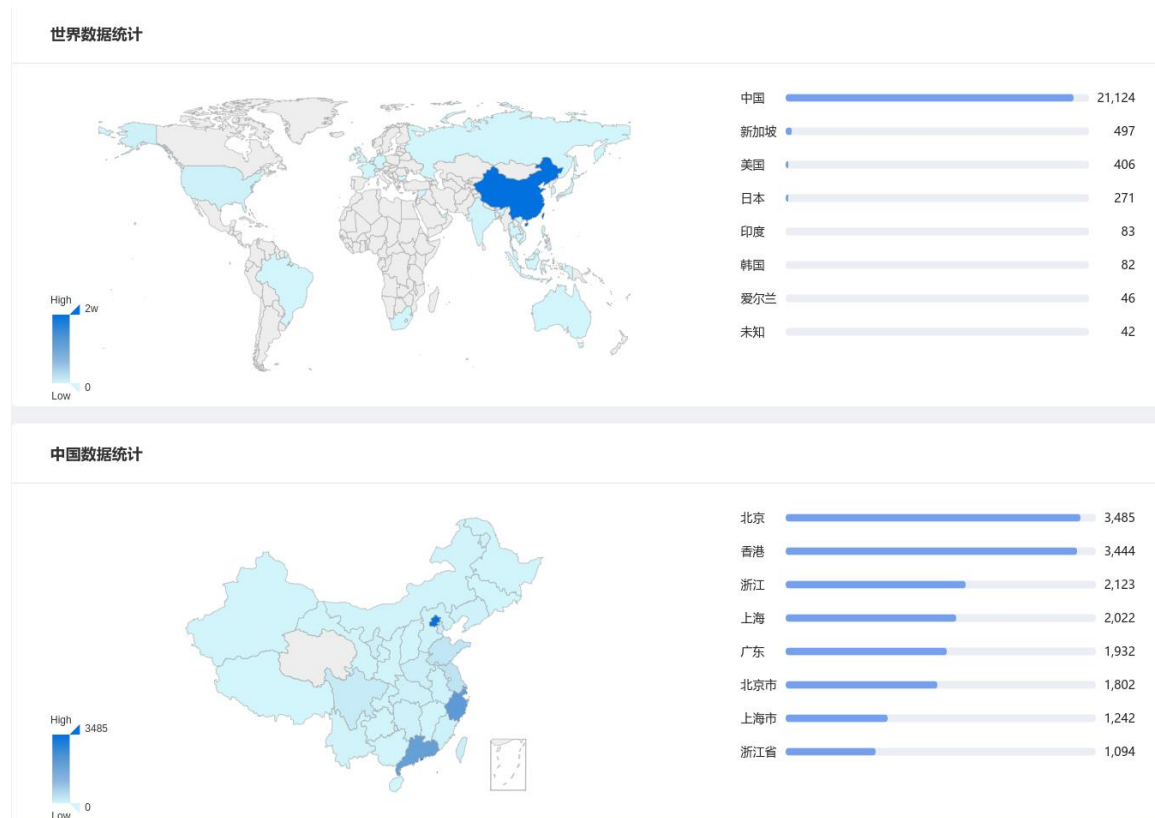 世界数据统计
中国 21,124
新加坡 497
美国 406
日本 271
印度 83
韩国 82
爱尔兰 46
未知 42
High
2w
0
Low
中国数据统计
北京 3,485
香港 3,444
浙江 2,123
上海 2,022
广东 1,932
北京市 1,802
上海市 1,242
浙江省 1,094
High
3485
0
Low